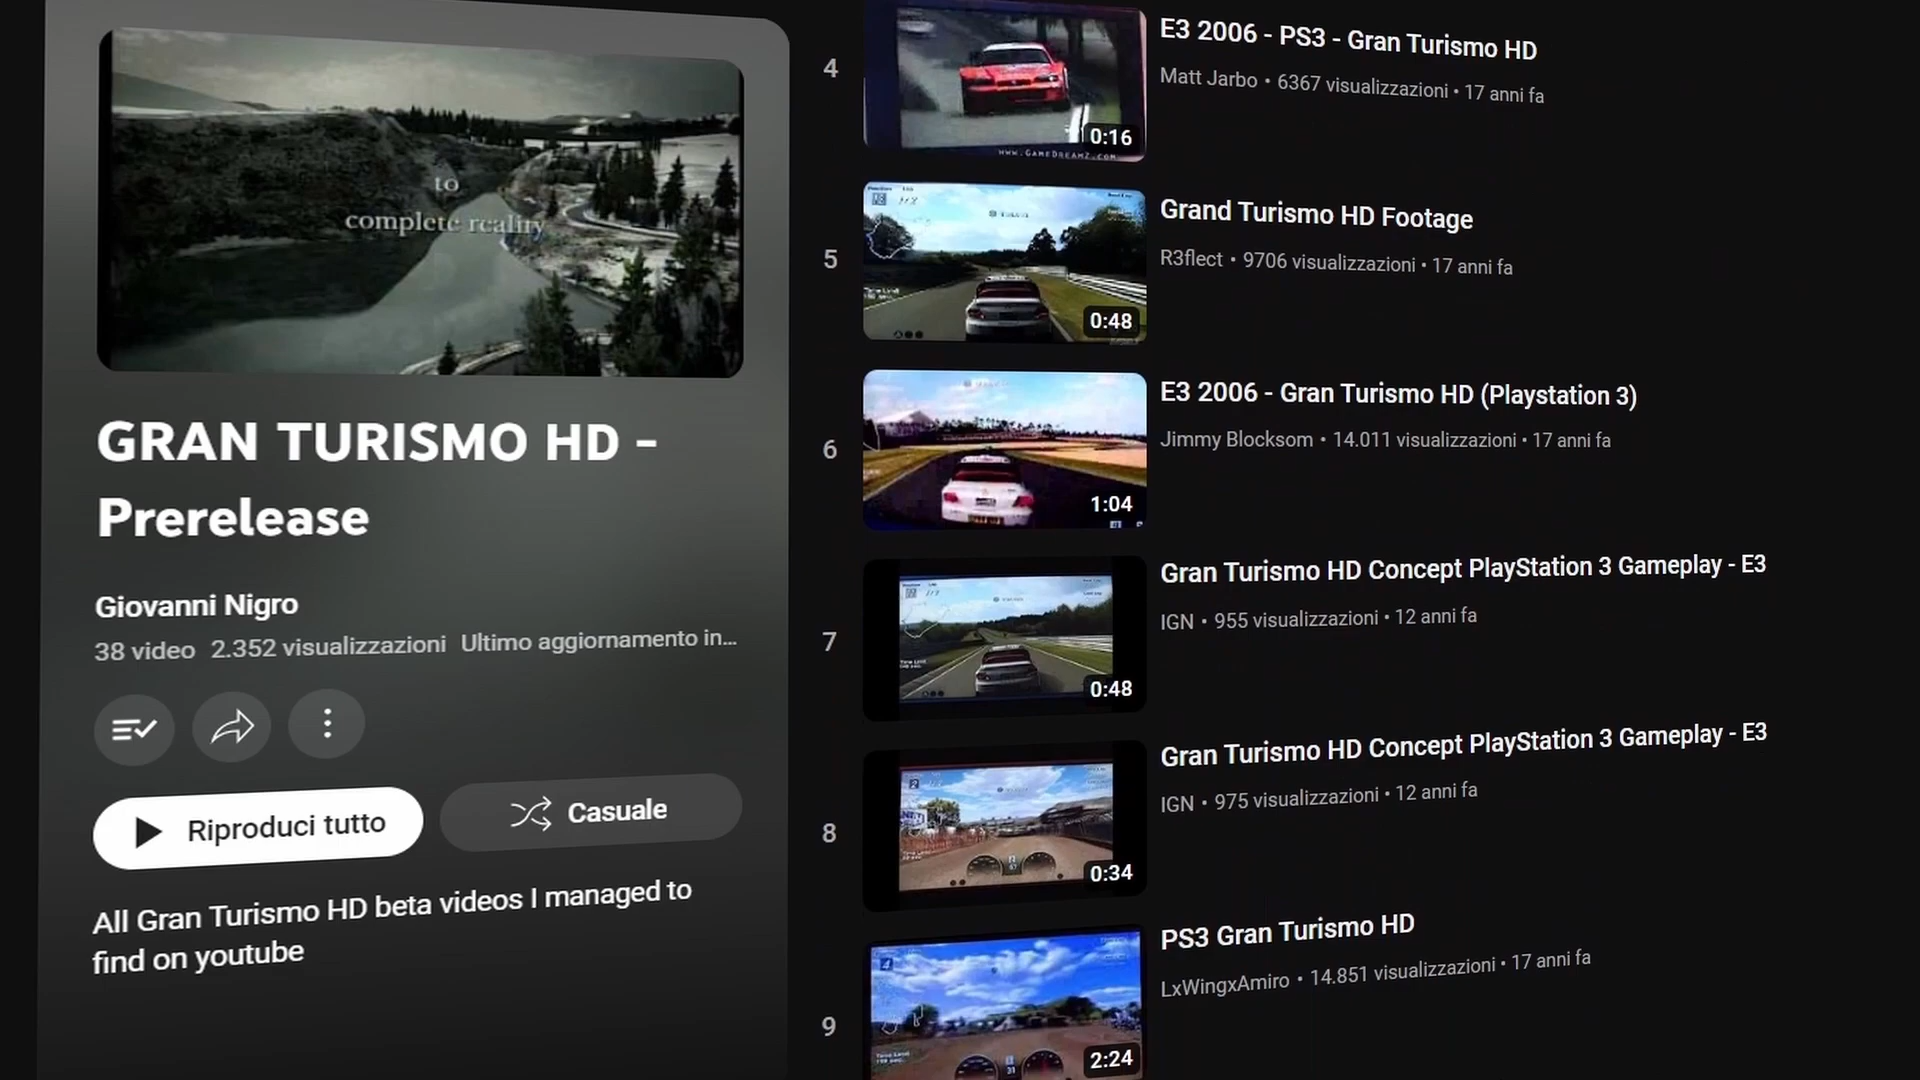 to
complete reality
GRAN TURISMO HD -
Prerelease
Giovanni Nigro
38 video 2.352 visualizzazioni Ultimo aggiornamento in...
Riproduci tutto
Casuale
All Gran Turismo HD beta videos I managed to
find on youtube
4
0:16
www.GameDreamz.com
E3 2006 - PS3 - Gran Turismo HD
Matt Jarbo • 6367 visualizzazioni • 17 anni fa
5
0:48
Grand Turismo HD Footage
R3flect • 9706 visualizzazioni • 17 anni fa
6
1:04
E3 2006 - Gran Turismo HD (Playstation 3)
Jimmy Blocksom • 14.011 visualizzazioni • 17 anni fa
7
0:48
Gran Turismo HD Concept PlayStation 3 Gameplay - E3
IGN • 955 visualizzazioni • 12 anni fa
8
0:34
Gran Turismo HD Concept PlayStation 3 Gameplay - E3
IGN • 975 visualizzazioni • 12 anni fa
9
2:24
PS3 Gran Turismo HD
LxWingxAmiro • 14.851 visualizzazioni • 17 anni fa